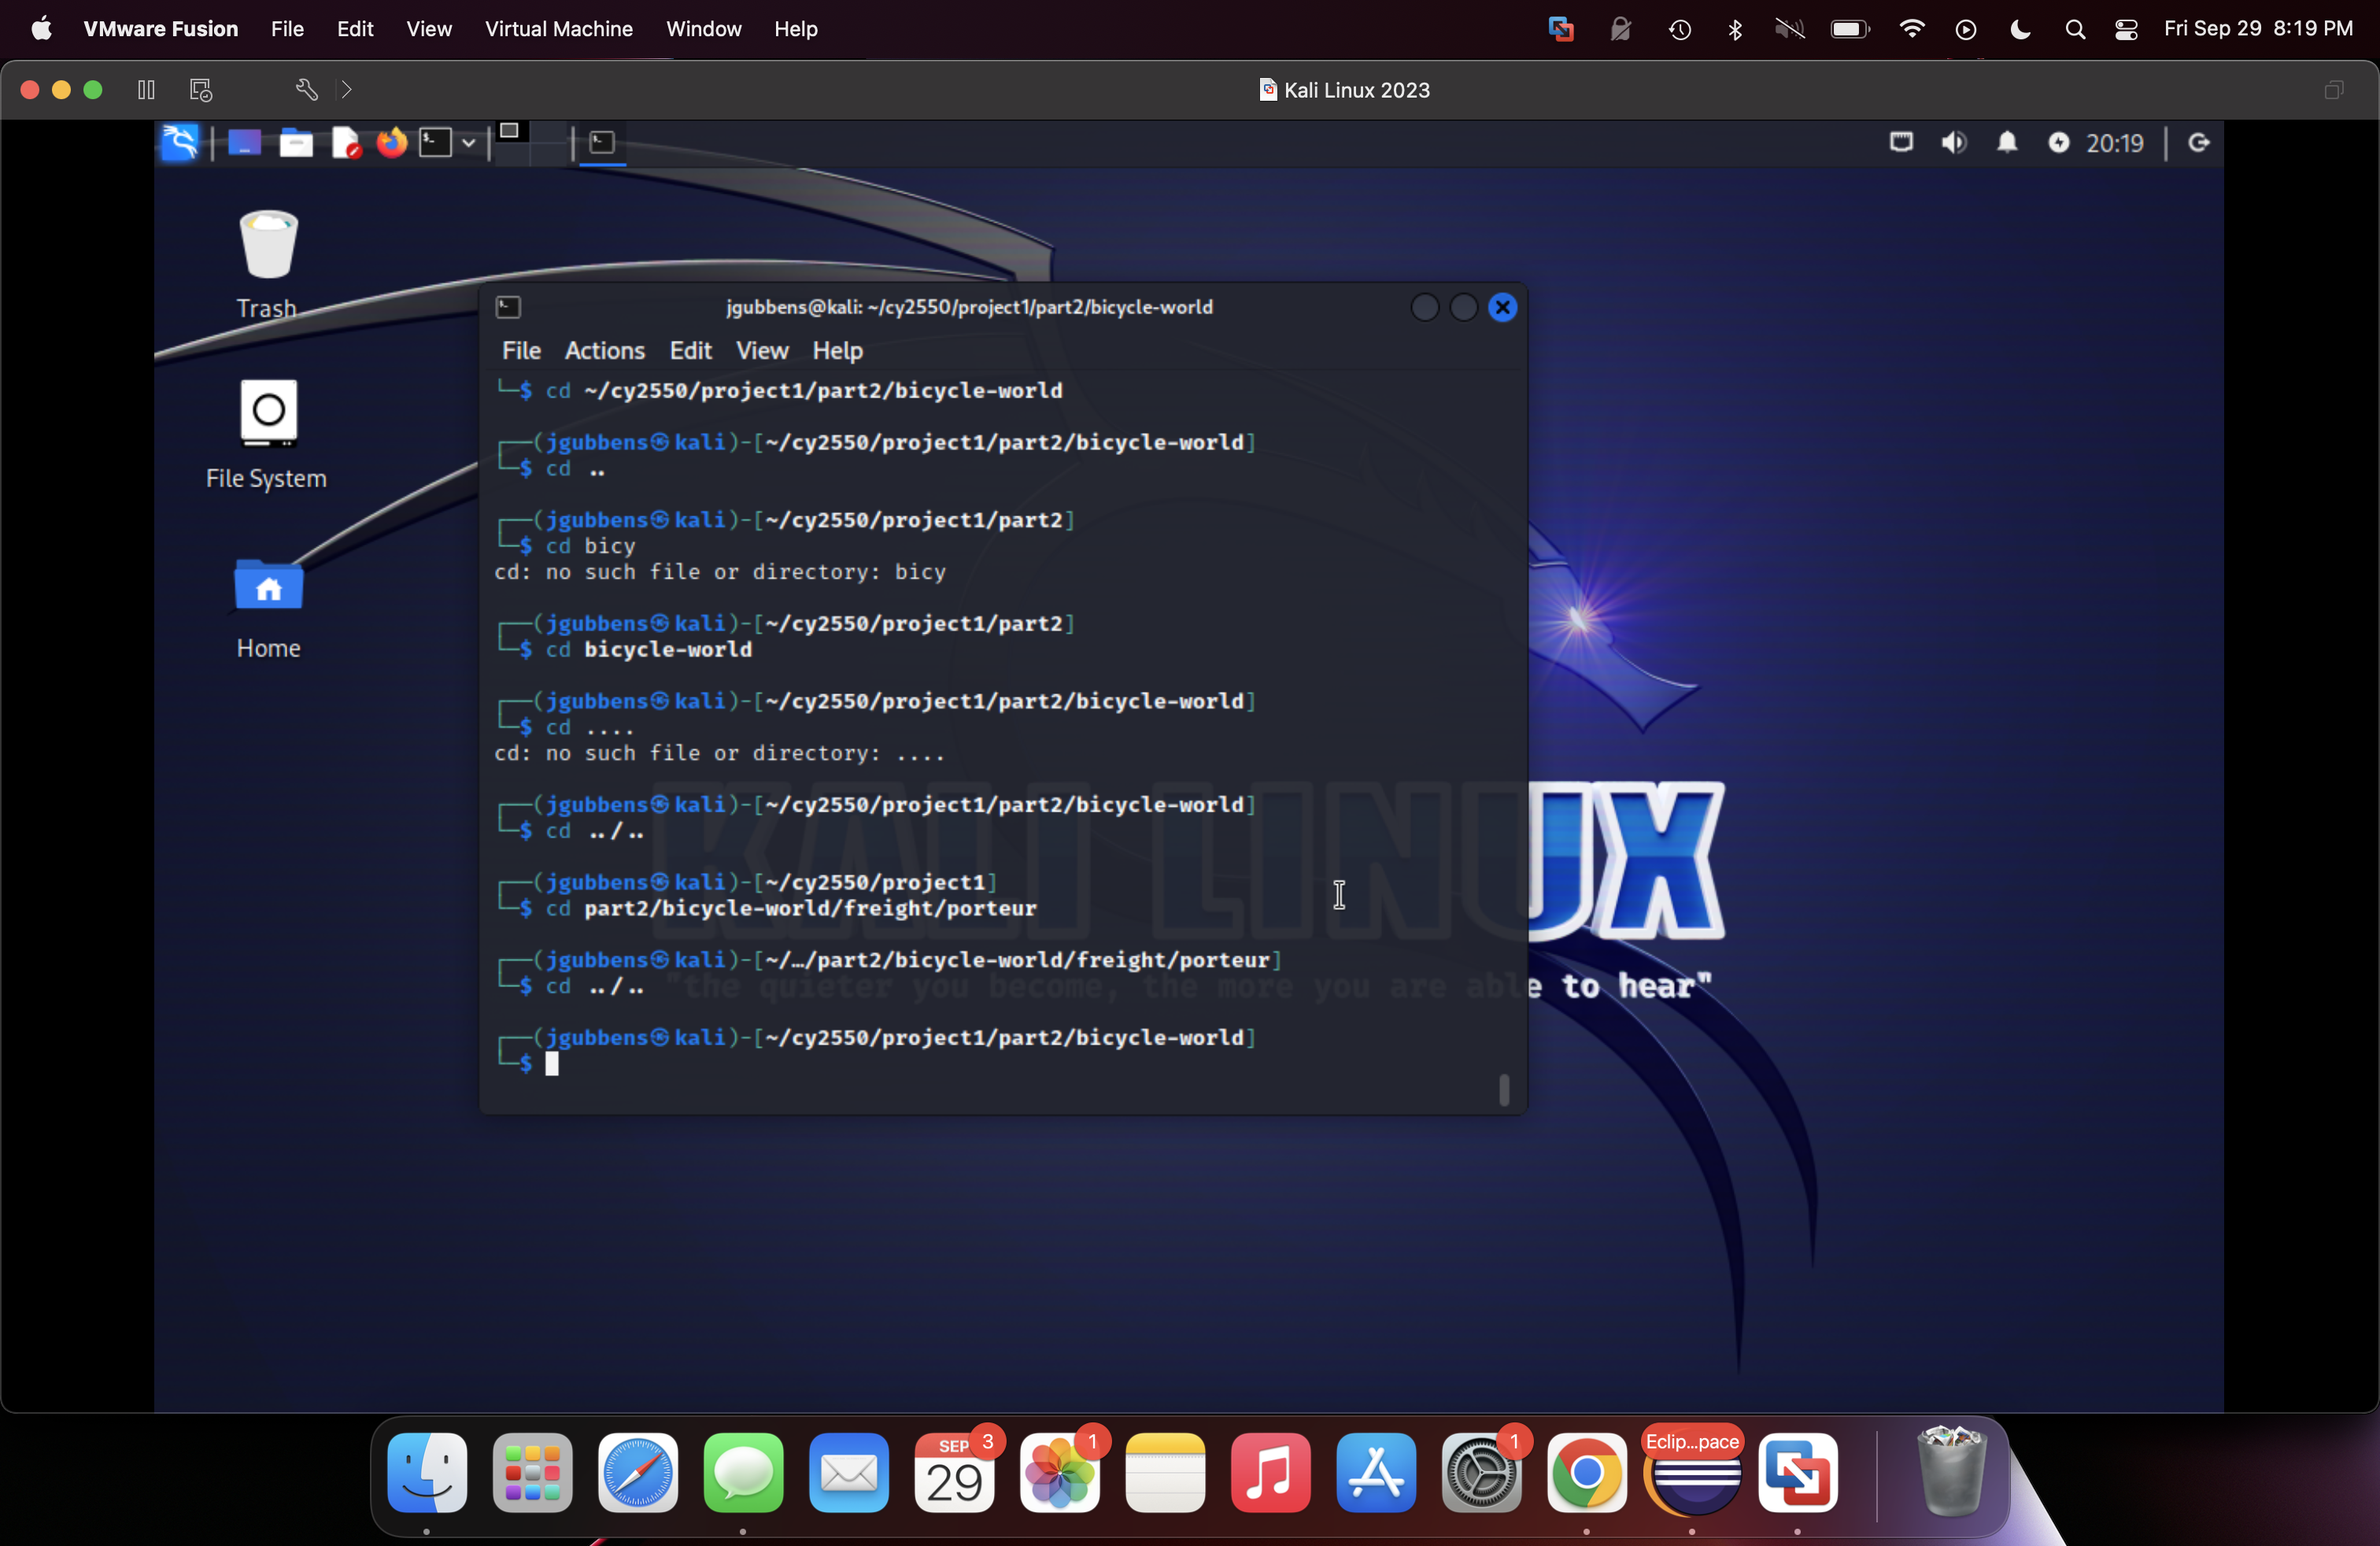 VMware Fusion File Edit View Virtual Machine Window Help Fri Sep 29 8:19 PM
Kali Linux 2023
20:19
Trash
File System
Home
jgubbens@kali: ~/cy2550/project1/part2/bicycle-world
File Actions Edit View Help
└─$ cd ~/cy2550/project1/part2/bicycle-world
┌──(jgubbens㉿kali)-[~/cy2550/project1/part2/bicycle-world]
└─$ cd ..
┌──(jgubbens㉿kali)-[~/cy2550/project1/part2]
└─$ cd bicy
cd: no such file or directory: bicy
┌──(jgubbens㉿kali)-[~/cy2550/project1/part2]
└─$ cd bicycle-world
┌──(jgubbens㉿kali)-[~/cy2550/project1/part2/bicycle-world]
└─$ cd ....
cd: no such file or directory: ....
┌──(jgubbens㉿kali)-[~/cy2550/project1/part2/bicycle-world]
└─$ cd ../..
┌──(jgubbens㉿kali)-[~/cy2550/project1]
└─$ cd part2/bicycle-world/freight/porteur
┌──(jgubbens㉿kali)-[~/…/part2/bicycle-world/freight/porteur]
└─$ cd ../..
┌──(jgubbens㉿kali)-[~/cy2550/project1/part2/bicycle-world]
└─$
KALI LINUX
"the quieter you become, the more you are able to hear"
SEP 3
29
1
1
Eclip...pace